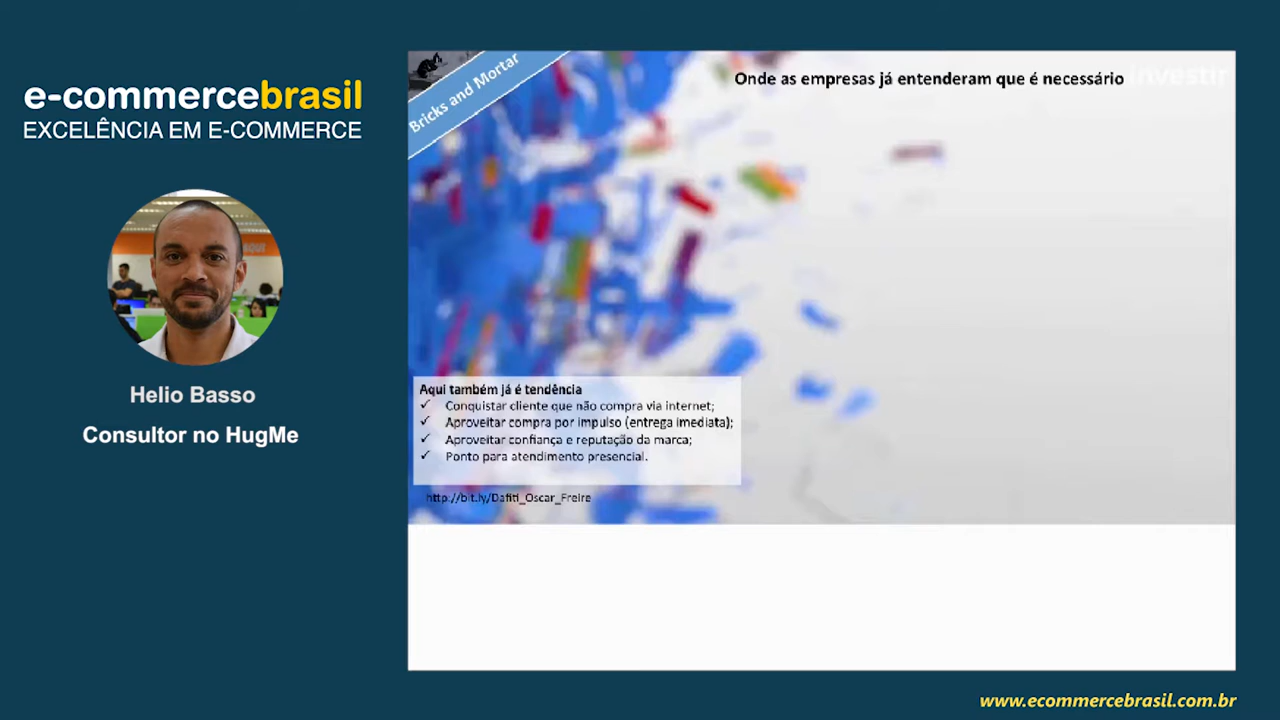 e-commercebrasil
EXCELÊNCIA EM E-COMMERCE
Helio Basso
Consultor no HugMe
Bricks and Mortar
Onde as empresas já entenderam que é necessário investir
Aqui também já é tendência
✓ Conquistar cliente que não compra via internet;
✓ Aproveitar compra por impulso (entrega imediata);
✓ Aproveitar confiança e reputação da marca;
✓ Ponto para atendimento presencial.
http://bit.ly/Dafiti_Oscar_Freire
www.ecommercebrasil.com.br